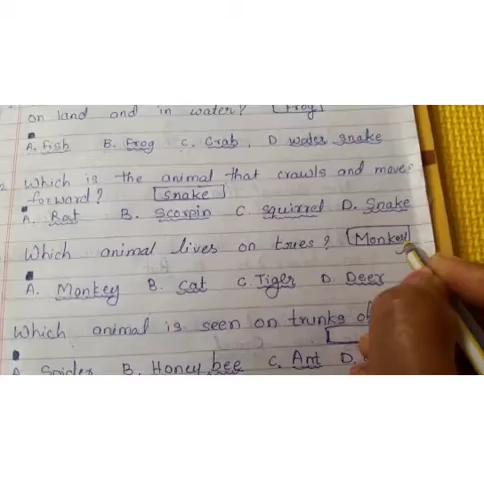 on land and in water? [Frog]
A. Fish B. Frog C. Crab. D water snake
2 Which is the animal that crawls and moves
forward? [snake]
A. Rat B. Scorpin C squirrel D. Snake
Which animal lives on trees? [Monkey]
A. Monkey B. Cat C. Tiger D. Deer
Which animal is seen on trunks of
A Spider B. Honey bee C. Ant D.